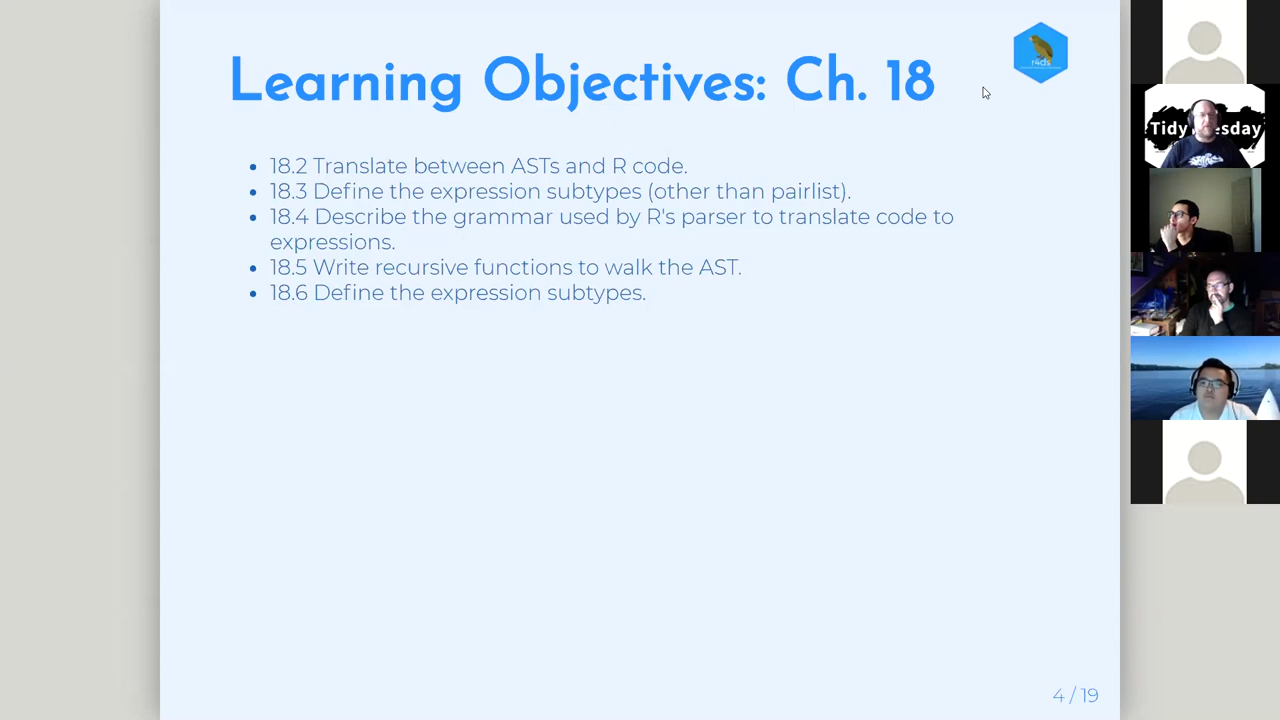 Learning Objectives: Ch. 18
r4ds
• 18.2 Translate between ASTs and R code.
• 18.3 Define the expression subtypes (other than pairlist).
• 18.4 Describe the grammar used by R's parser to translate code to
expressions.
• 18.5 Write recursive functions to walk the AST.
• 18.6 Define the expression subtypes.
4 / 19